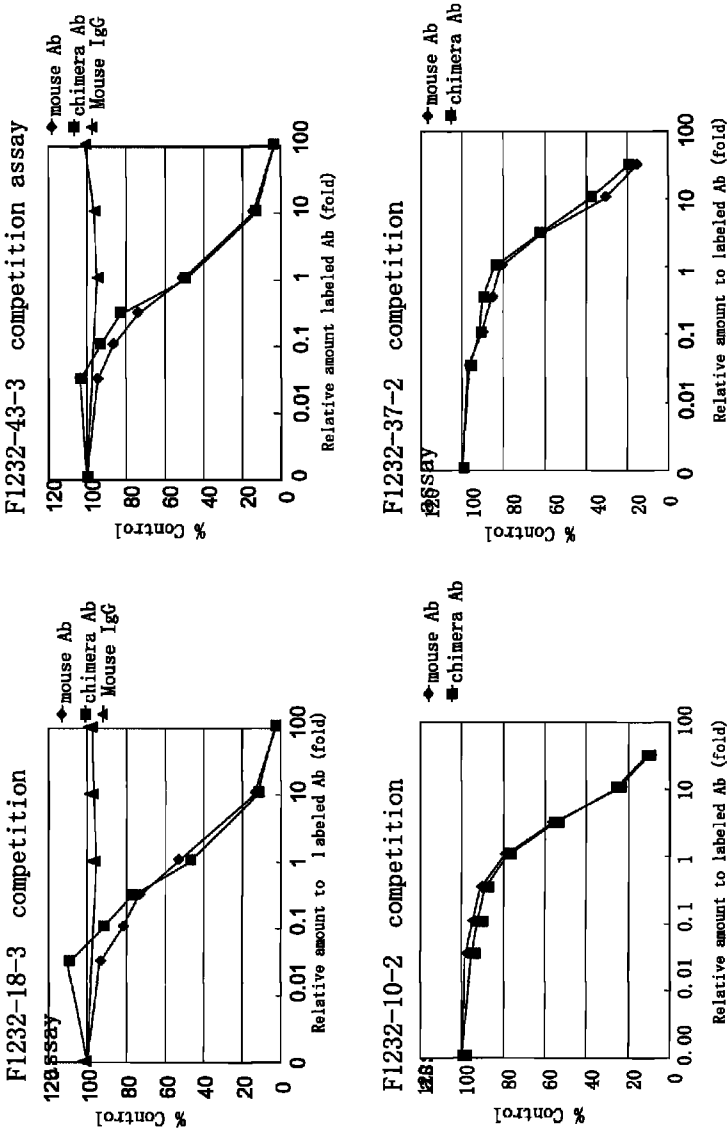 F1232-18-3 competition
assay
mouse Ab
chimera Ab
Mouse IgG
% Control
100
80
60
40
20
0
0
0.01
0.1
1
10
100
Relative amount to labeled Ab (fold)
F1232-43-3 competition assay
mouse Ab
chimera Ab
Mouse IgG
% Control
120
100
80
60
40
20
0
0
0.01
0.1
1
10
100
Relative amount labeled Ab (fold)
F1232-10-2 competition
mouse Ab
chimera Ab
% Control
100
80
60
40
20
0
0.00
0.01
0.1
1
10
100
Relative amount to labeled Ab (fold)
F1232-37-2 competition
assay
mouse Ab
chimera Ab
% Control
100
80
60
40
20
0
0.01
0.1
1
10
100
Relative amount to labeled Ab (fold)